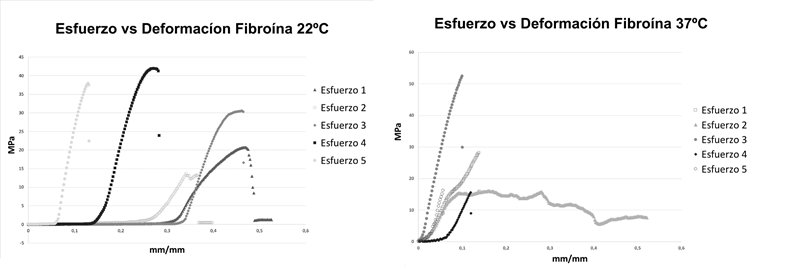 Esfuerzo vs Deformacíon Fibroína 22ºC
45
40
35
30
25
20
15
10
5
0
-5
MPa
0
0,1
0,2
0,3
0,4
0,5
0,6
mm/mm
Esfuerzo 1
Esfuerzo 2
Esfuerzo 3
Esfuerzo 4
Esfuerzo 5
Esfuerzo vs Deformación Fibroína 37ºC
60
50
40
30
20
10
0
MPa
0
0,1
0,2
0,3
0,4
0,5
0,6
mm/mm
Esfuerzo 1
Esfuerzo 2
Esfuerzo 3
Esfuerzo 4
Esfuerzo 5